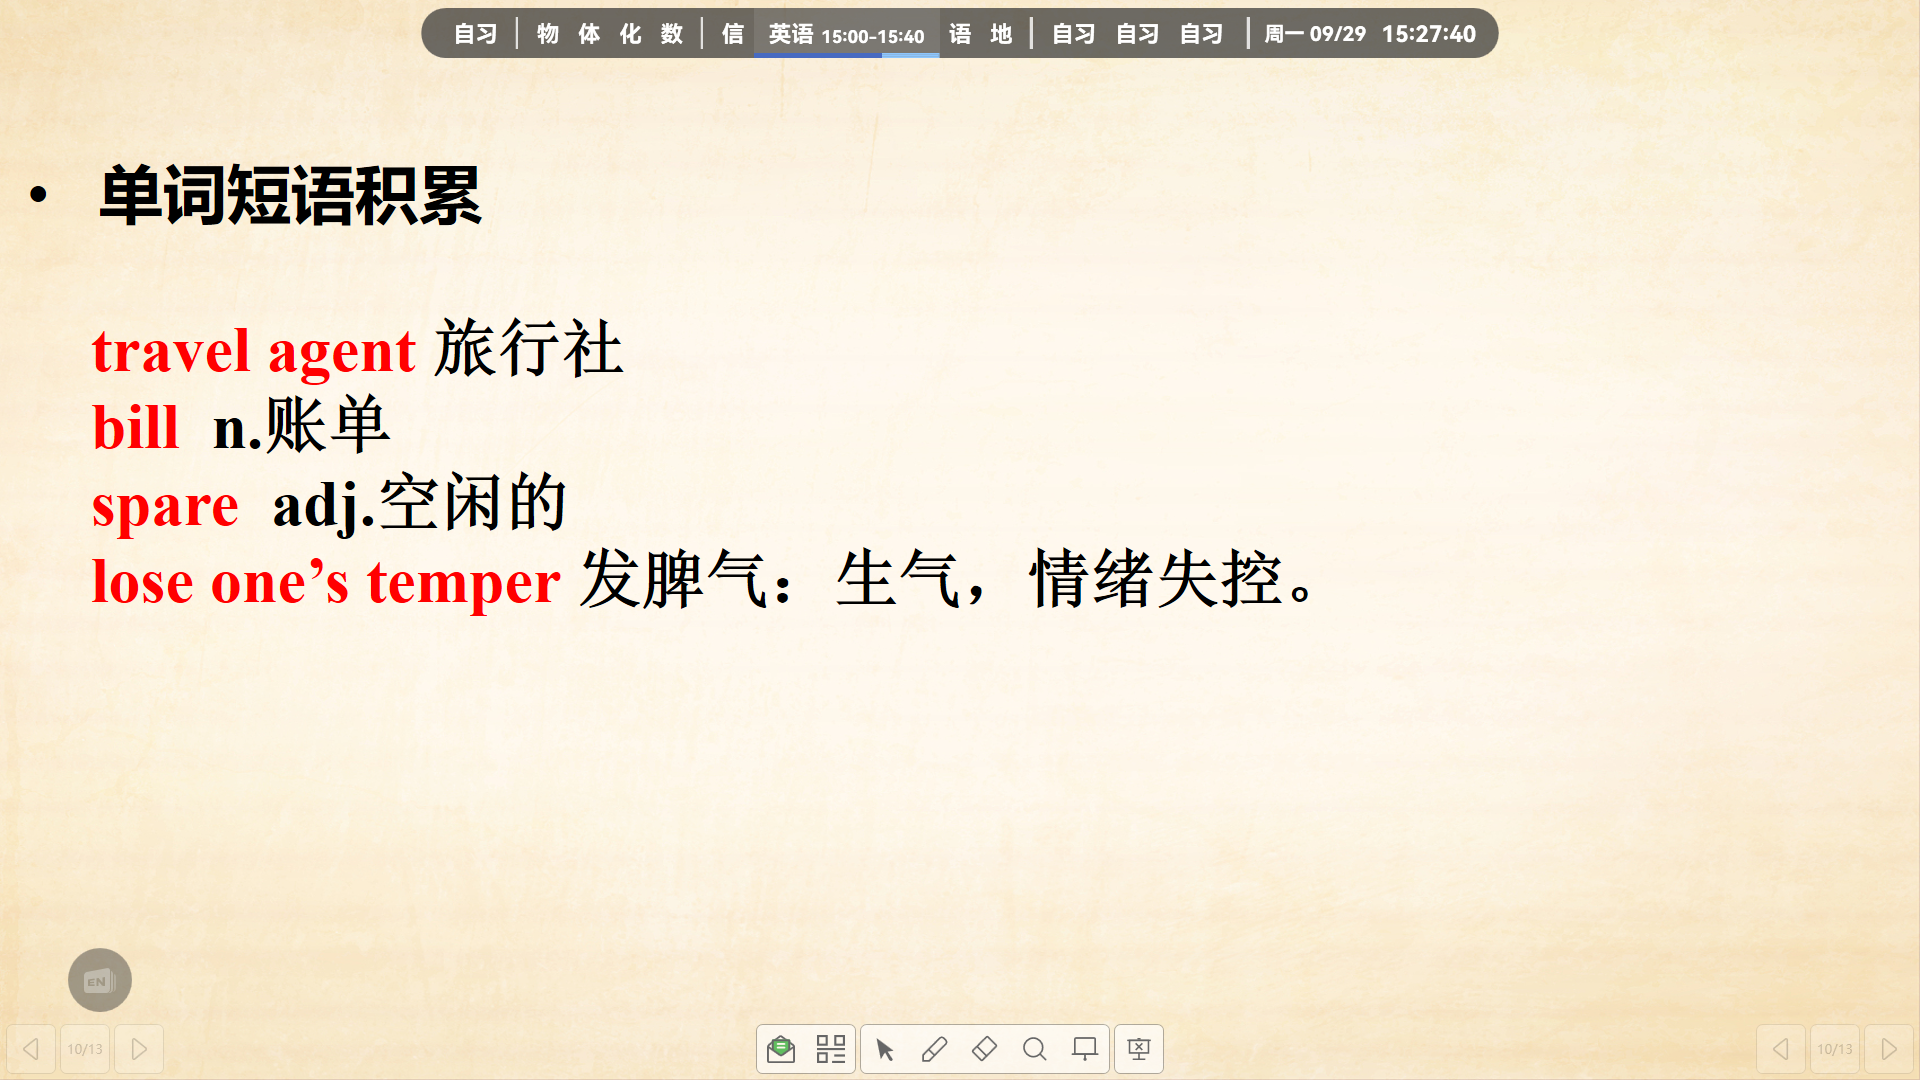 自习 | 物 体 化 数 | 信 英语 15:00-15:40 语 地 | 自习 自习 自习 | 周一 09/29 15:27:40
• 单词短语积累
travel agent 旅行社
bill n.账单
spare adj.空闲的
lose one’s temper 发脾气：生气，情绪失控。
EN
10/13
10/13